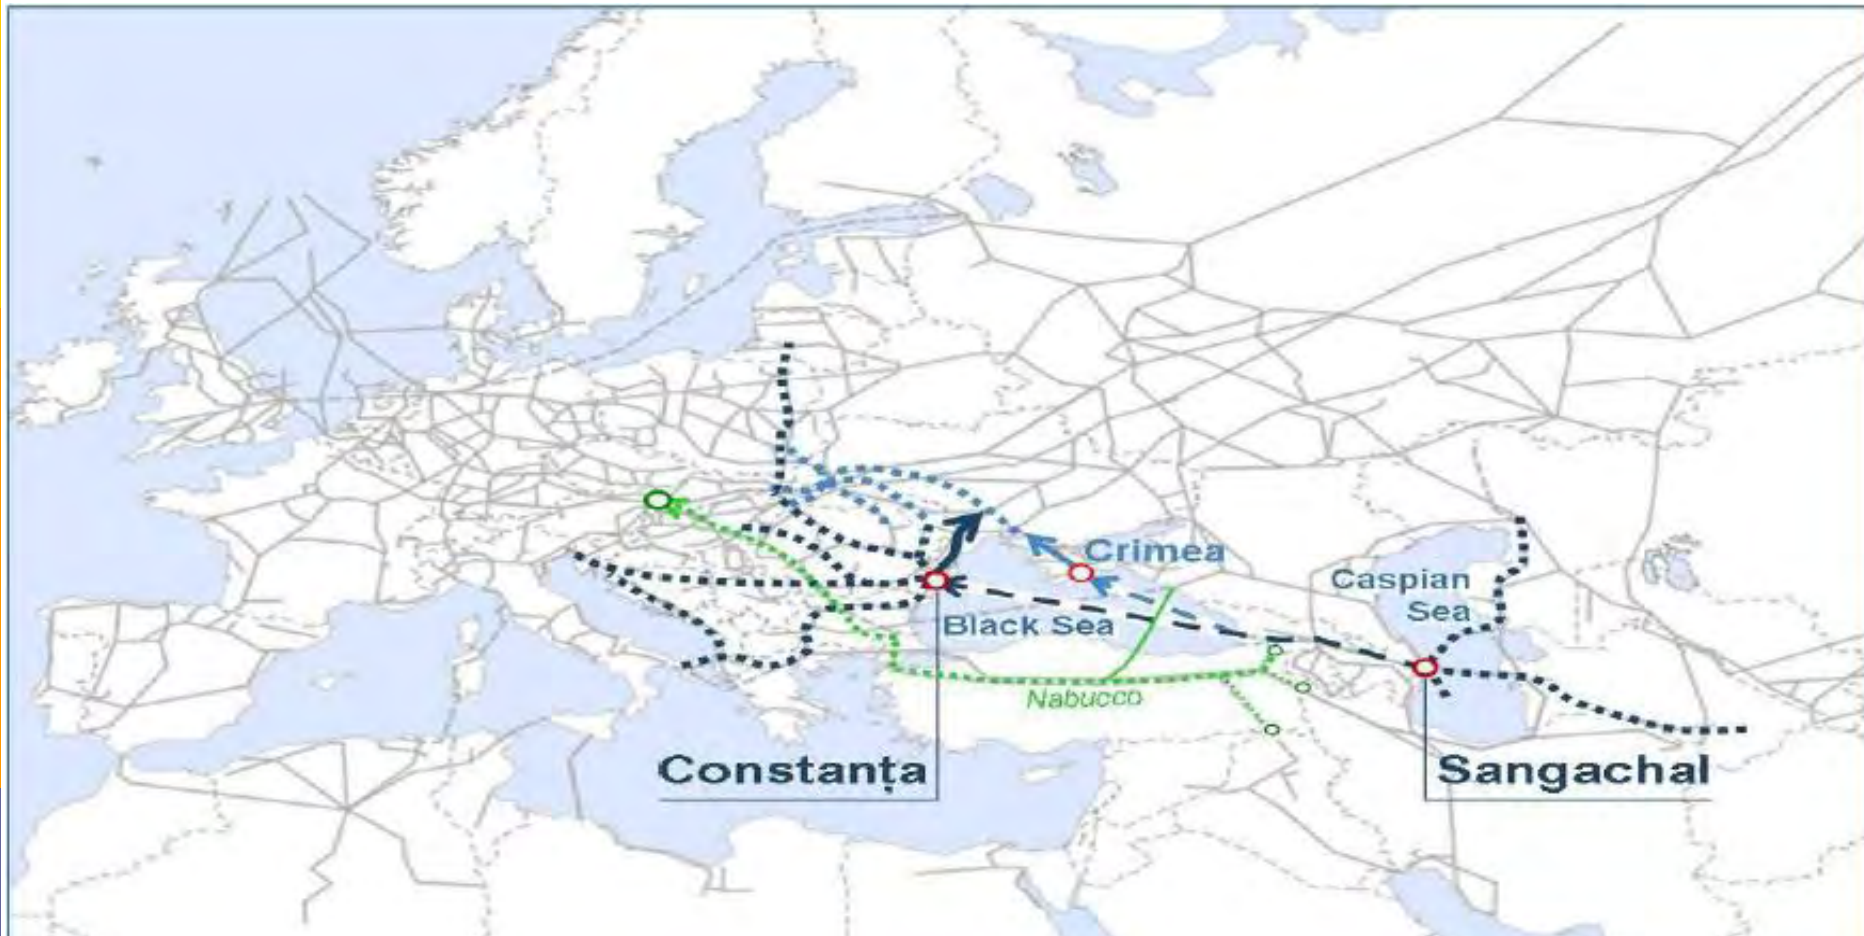 Crimea
Caspian
Sea
Black Sea
Nabucco
Constanța
Sangachal